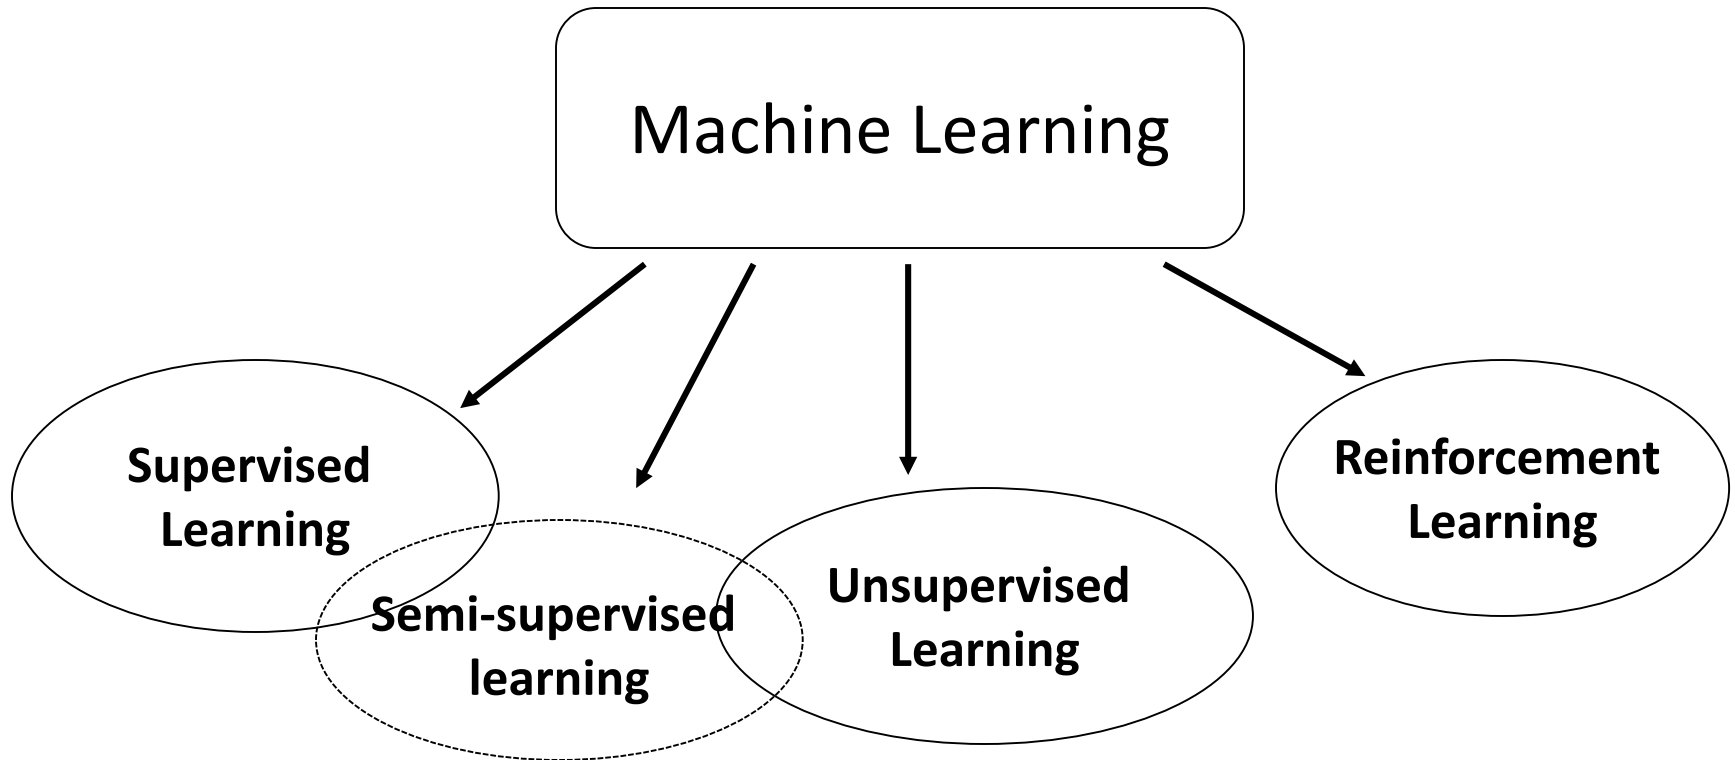 Machine Learning
Supervised
Learning
Semi-supervised
learning
Unsupervised
Learning
Reinforcement
Learning